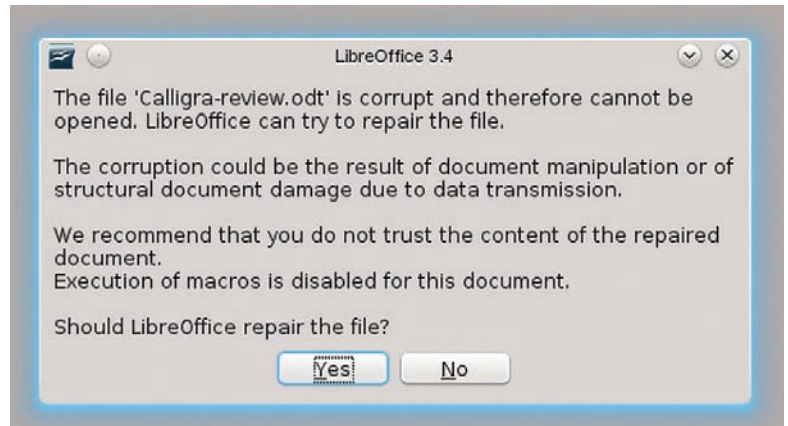 LibreOffice 3.4
The file 'Calligra-review.odt' is corrupt and therefore cannot be
opened. LibreOffice can try to repair the file.
The corruption could be the result of document manipulation or of
structural document damage due to data transmission.
We recommend that you do not trust the content of the repaired
document.
Execution of macros is disabled for this document.
Should LibreOffice repair the file?
Yes
No